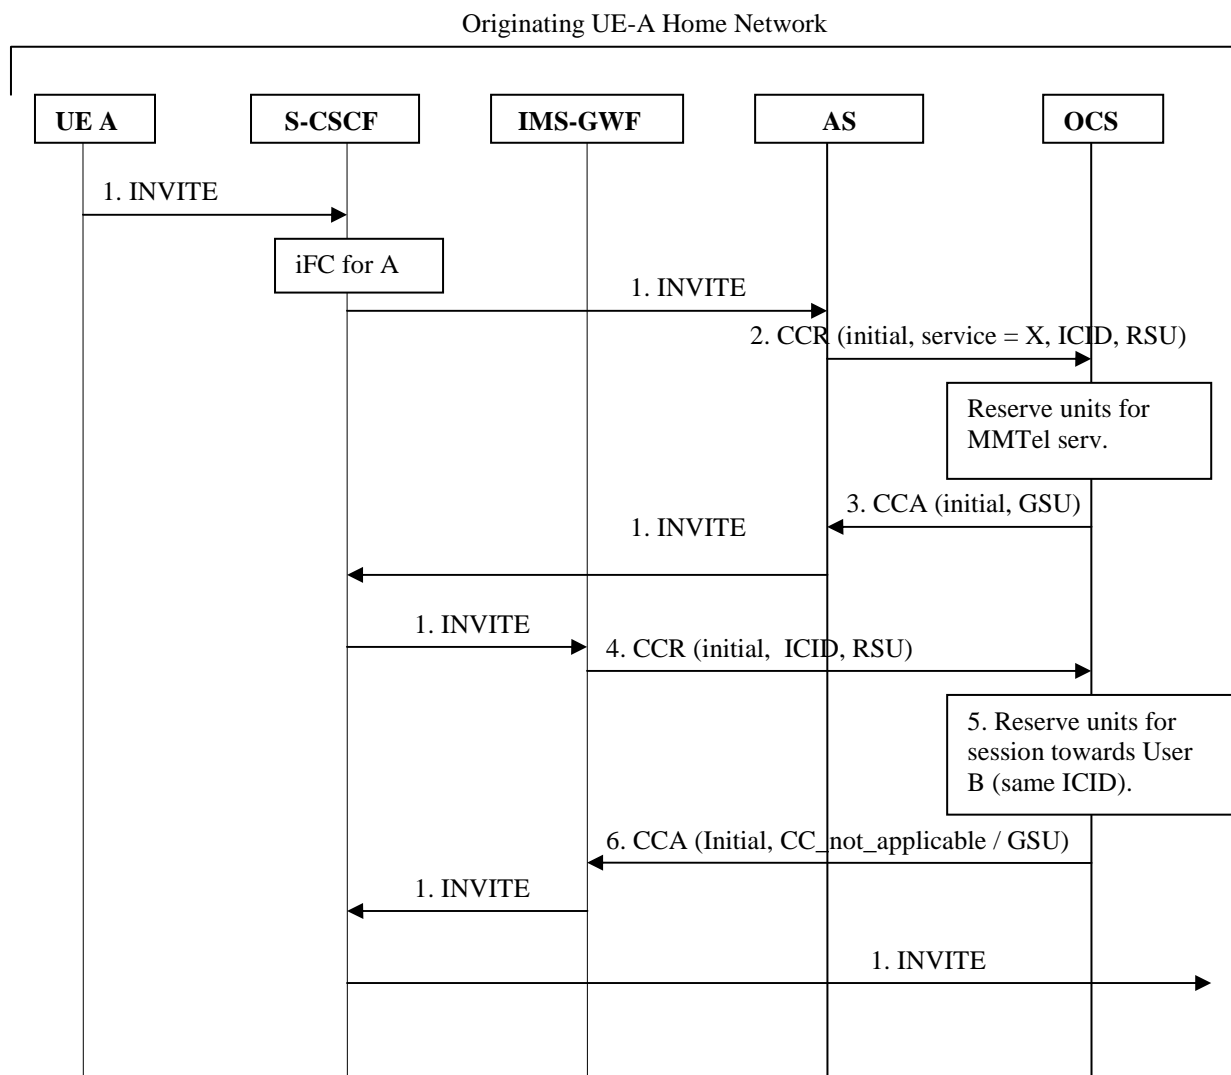 Originating UE-A Home Network
UE A
S-CSCF
IMS-GWF
AS
OCS
1. INVITE
iFC for A
1. INVITE
2. CCR (initial, service = X, ICID, RSU)
Reserve units for
MMTel serv.
3. CCA (initial, GSU)
1. INVITE
1. INVITE
4. CCR (initial,  ICID, RSU)
5. Reserve units for
session towards User
B (same ICID).
6. CCA (Initial, CC_not_applicable / GSU)
1. INVITE
1. INVITE